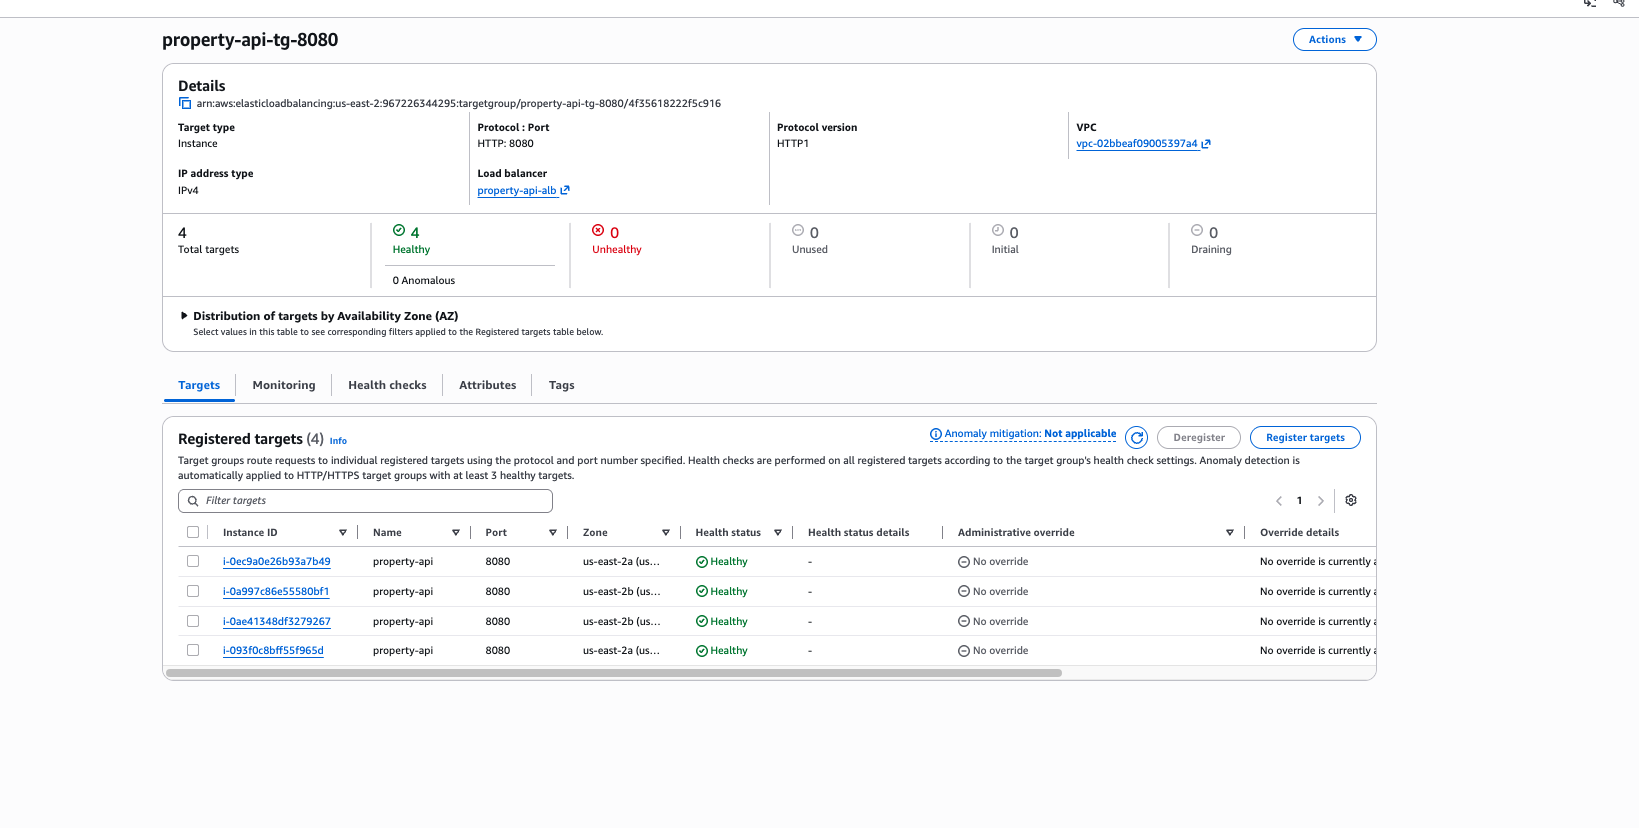 property-api-tg-8080
Actions
Details
arn:aws:elasticloadbalancing:us-east-2:967226344295:targetgroup/property-api-tg-8080/4f35618222f5c916
Target type
Instance
Protocol : Port
HTTP: 8080
Protocol version
HTTP1
VPC
vpc-02bbeaf09005397a4
IP address type
IPv4
Load balancer
property-api-alb
4
Total targets
4
Healthy
0 Anomalous
0
Unhealthy
0
Unused
0
Initial
0
Draining
Distribution of targets by Availability Zone (AZ)
Select values in this table to see corresponding filters applied to the Registered targets table below.
Targets Monitoring Health checks Attributes Tags
Registered targets (4) Info
Anomaly mitigation: Not applicable
Deregister
Register targets
Target groups route requests to individual registered targets using the protocol and port number specified. Health checks are performed on all registered targets according to the target group's health check settings. Anomaly detection is
automatically applied to HTTP/HTTPS target groups with at least 3 healthy targets.
Filter targets
1
Instance ID Name Port Zone Health status Health status details Administrative override Override details
i-0ec9a0e26b93a7b49 property-api 8080 us-east-2a (us... Healthy - No override No override is currently a
i-0a997c86e55580bf1 property-api 8080 us-east-2b (us... Healthy - No override No override is currently a
i-0ae41348df3279267 property-api 8080 us-east-2b (us... Healthy - No override No override is currently a
i-093f0c8bff55f965d property-api 8080 us-east-2a (us... Healthy - No override No override is currently a